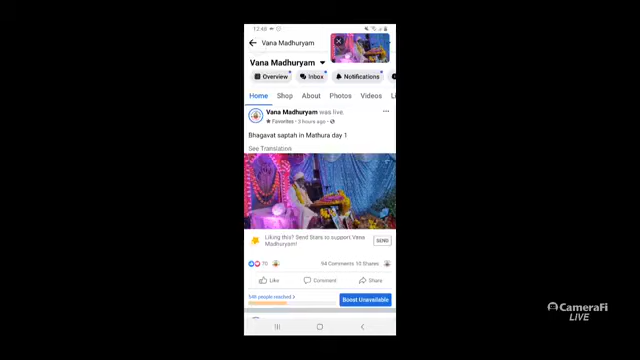 12:48
Vana Madhuryam
Vana Madhuryam
Overview
Inbox
Notifications
Home
Shop
About
Photos
Videos
Vana Madhuryam was live.
Favorites · 3 hours ago
Bhagavat saptah in Mathura day 1
See Translation
Liking this? Send Stars to support Vana
Madhuryam!
SEND
70
94 Comments 10 Shares
Like
Comment
Share
people reached
Boost Unavailable
CameraFi
LIVE